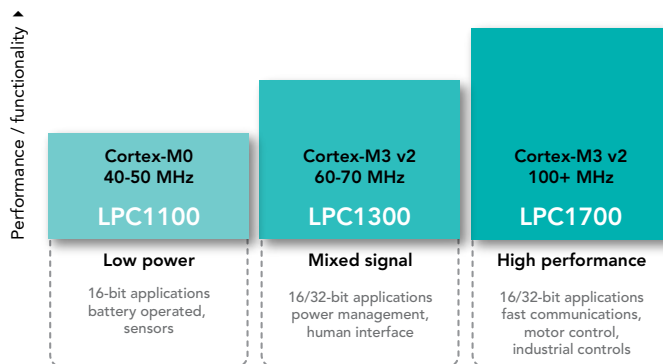 Performance / functionality ▶
Cortex-M0
40-50 MHz
LPC1100
Low power
16-bit applications
battery operated,
sensors
Cortex-M3 v2
60-70 MHz
LPC1300
Mixed signal
16/32-bit applications
power management,
human interface
Cortex-M3 v2
100+ MHz
LPC1700
High performance
16/32-bit applications
fast communications,
motor control,
industrial controls